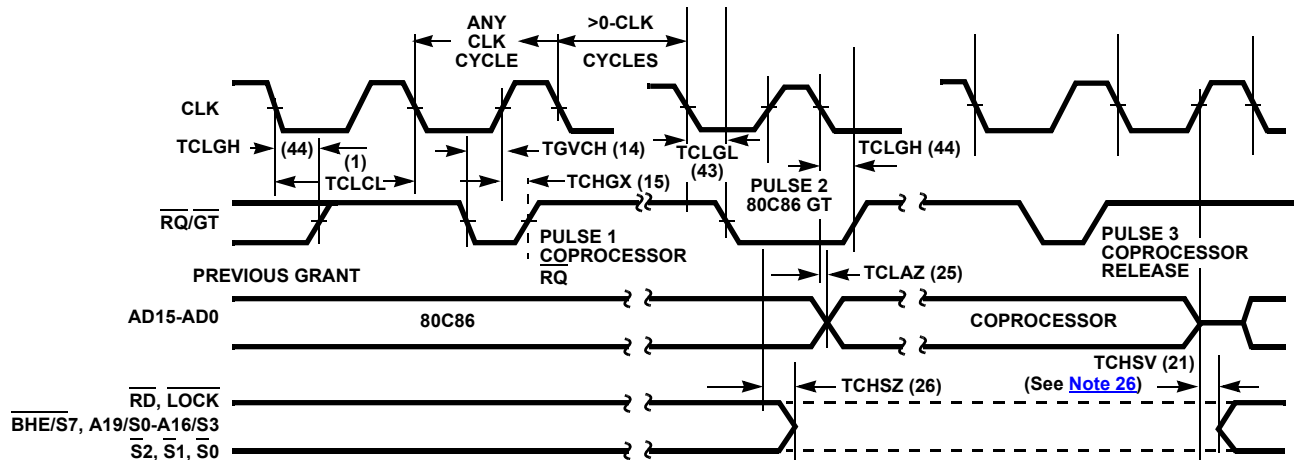 ANY
CLK
CYCLE
>0-CLK
CYCLES
CLK
TCLGH
(44)
(1)
TCLCL
TGVCH (14)
TCHGX (15)
TCLGL
(43)
TCLGH (44)
PULSE 2
80C86 GT
RQ/GT
PULSE 1
COPROCESSOR
RQ
PULSE 3
COPROCESSOR
RELEASE
PREVIOUS GRANT
TCLAZ (25)
AD15-AD0
80C86
COPROCESSOR
TCHSV (21)
(See Note 26)
TCHSZ (26)
RD, LOCK
BHE/S7, A19/S0-A16/S3
S2, S1, S0